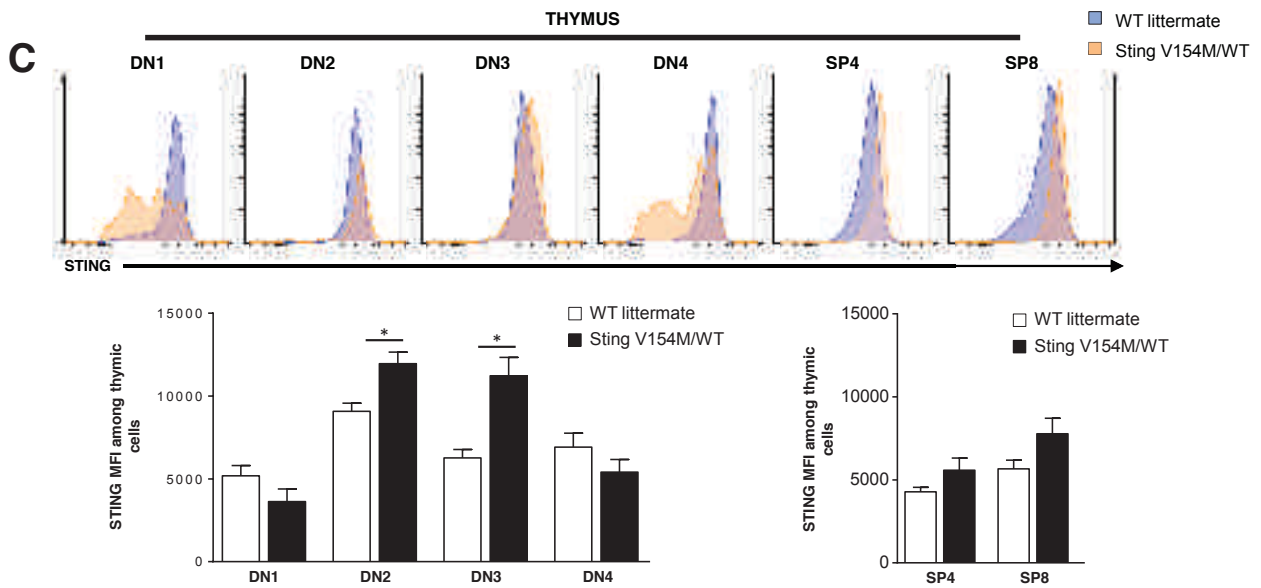 THYMUS
WT littermate
Sting V154M/WT
C
DN1 DN2 DN3 DN4 SP4 SP8
STING
15000
10000
5000
0
STING MFI among thymic
cells
WT littermate
Sting V154M/WT
*
*
DN1 DN2 DN3 DN4
15000
10000
5000
0
STING MFI among thymic
cells
WT littermate
Sting V154M/WT
SP4 SP8